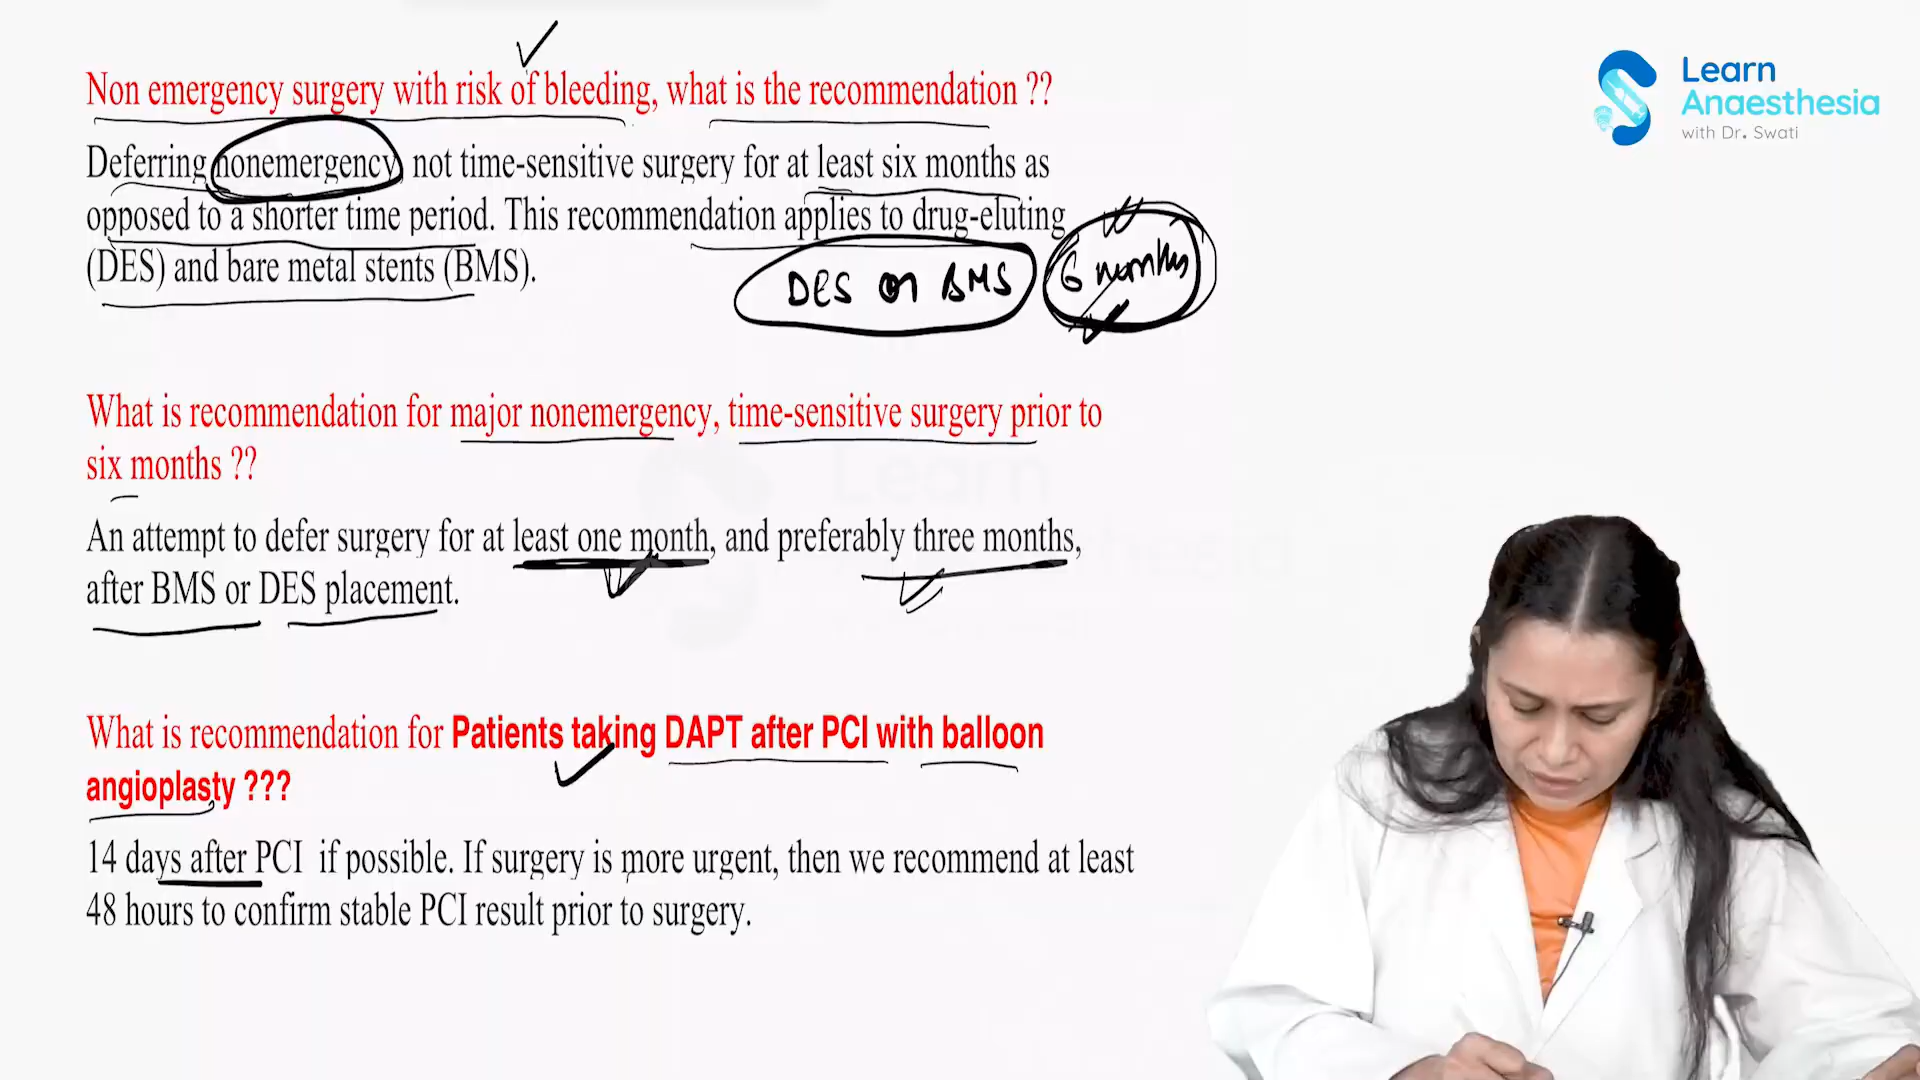 Learn
Anaesthesia
with Dr. Swati
Non emergency surgery with risk of bleeding, what is the recommendation ??
Deferring nonemergency, not time-sensitive surgery for at least six months as
opposed to a shorter time period. This recommendation applies to drug-eluting
(DES) and bare metal stents (BMS).
DES or BMS
6 months
What is recommendation for major nonemergency, time-sensitive surgery prior to
six months ??
An attempt to defer surgery for at least one month, and preferably three months,
after BMS or DES placement.
What is recommendation for Patients taking DAPT after PCI with balloon
angioplasty ???
14 days after PCI if possible. If surgery is more urgent, then we recommend at least
48 hours to confirm stable PCI result prior to surgery.